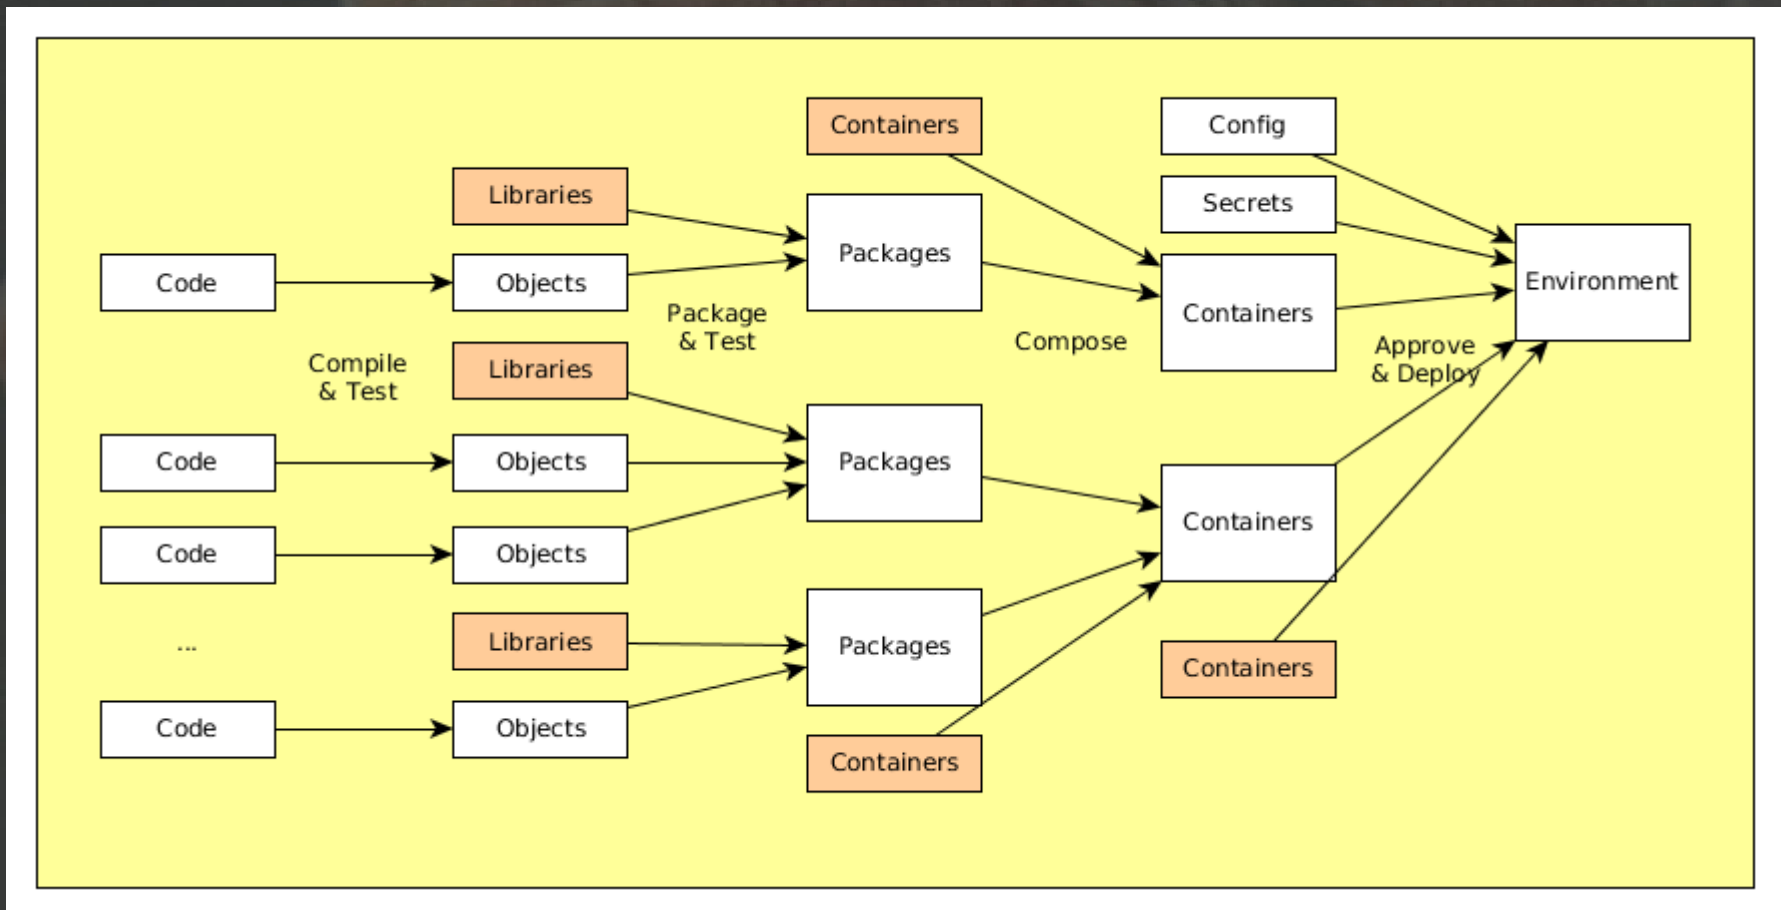 Containers
Config
Libraries
Secrets
Packages
Code
Objects
Environment
Containers
Package
& Test
Compose
Approve
& Deploy
Compile
& Test
Libraries
Code
Objects
Packages
Containers
Code
Objects
...
Libraries
Packages
Containers
Code
Objects
Containers